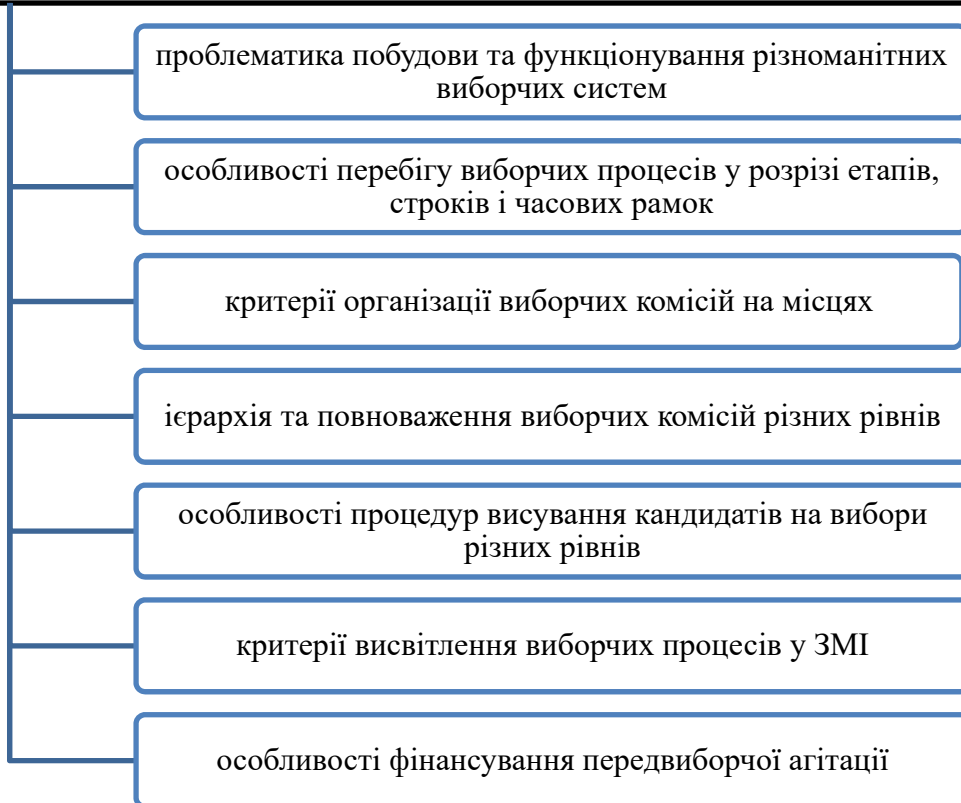 проблематика побудови та функціонування різноманітних
виборчих систем
особливості перебігу виборчих процесів у розрізі етапів,
строків і часових рамок
критерії організації виборчих комісій на місцях
ієрархія та повноваження виборчих комісій різних рівнів
особливості процедур висування кандидатів на вибори
різних рівнів
критерії висвітлення виборчих процесів у ЗМІ
особливості фінансування передвиборчої агітації